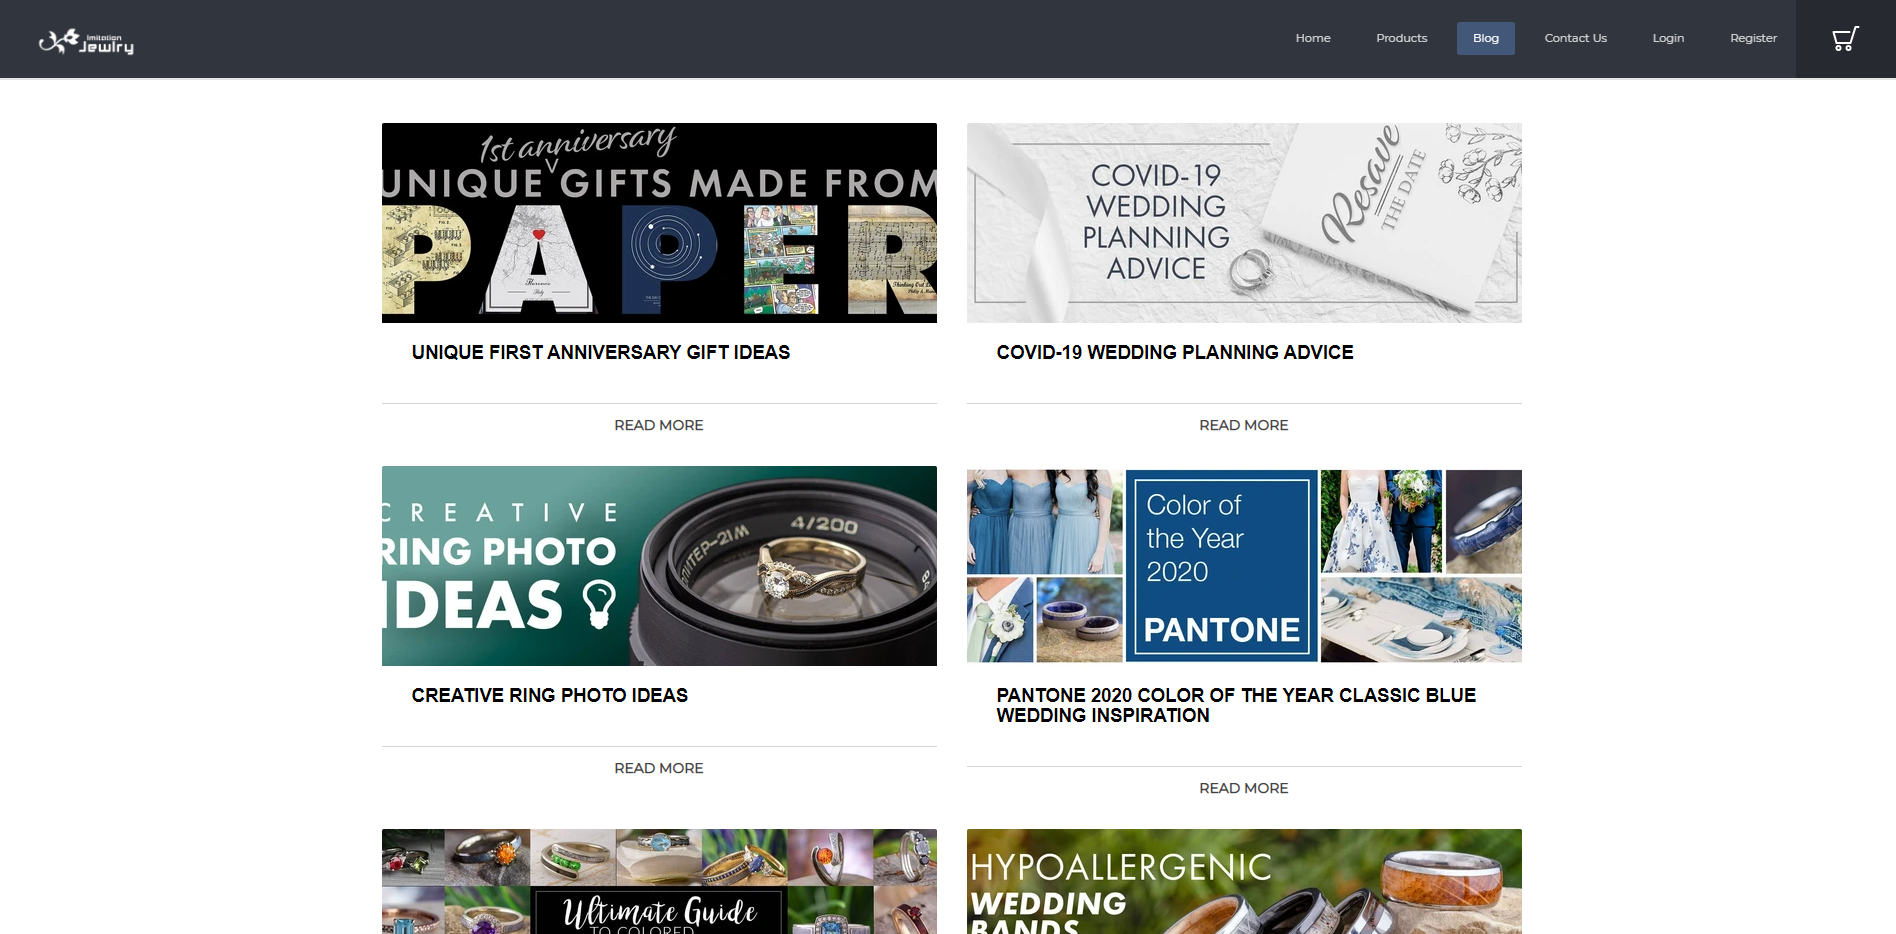 Imitation
Jewlry
Home
Products
Blog
Contact Us
Login
Register
1st anniversary
UNIQUE GIFTS MADE FROM
PAPER
COVID-19
WEDDING
PLANNING
ADVICE
Resave
THE DATE
UNIQUE FIRST ANNIVERSARY GIFT IDEAS
COVID-19 WEDDING PLANNING ADVICE
READ MORE
READ MORE
CREATIVE
RING PHOTO
IDEAS
4/200
Color of
the Year
2020
PANTONE
CREATIVE RING PHOTO IDEAS
PANTONE 2020 COLOR OF THE YEAR CLASSIC BLUE
WEDDING INSPIRATION
READ MORE
READ MORE
Ultimate Guide
TO COLORED
HYPOALLERGENIC
WEDDING
BANDS